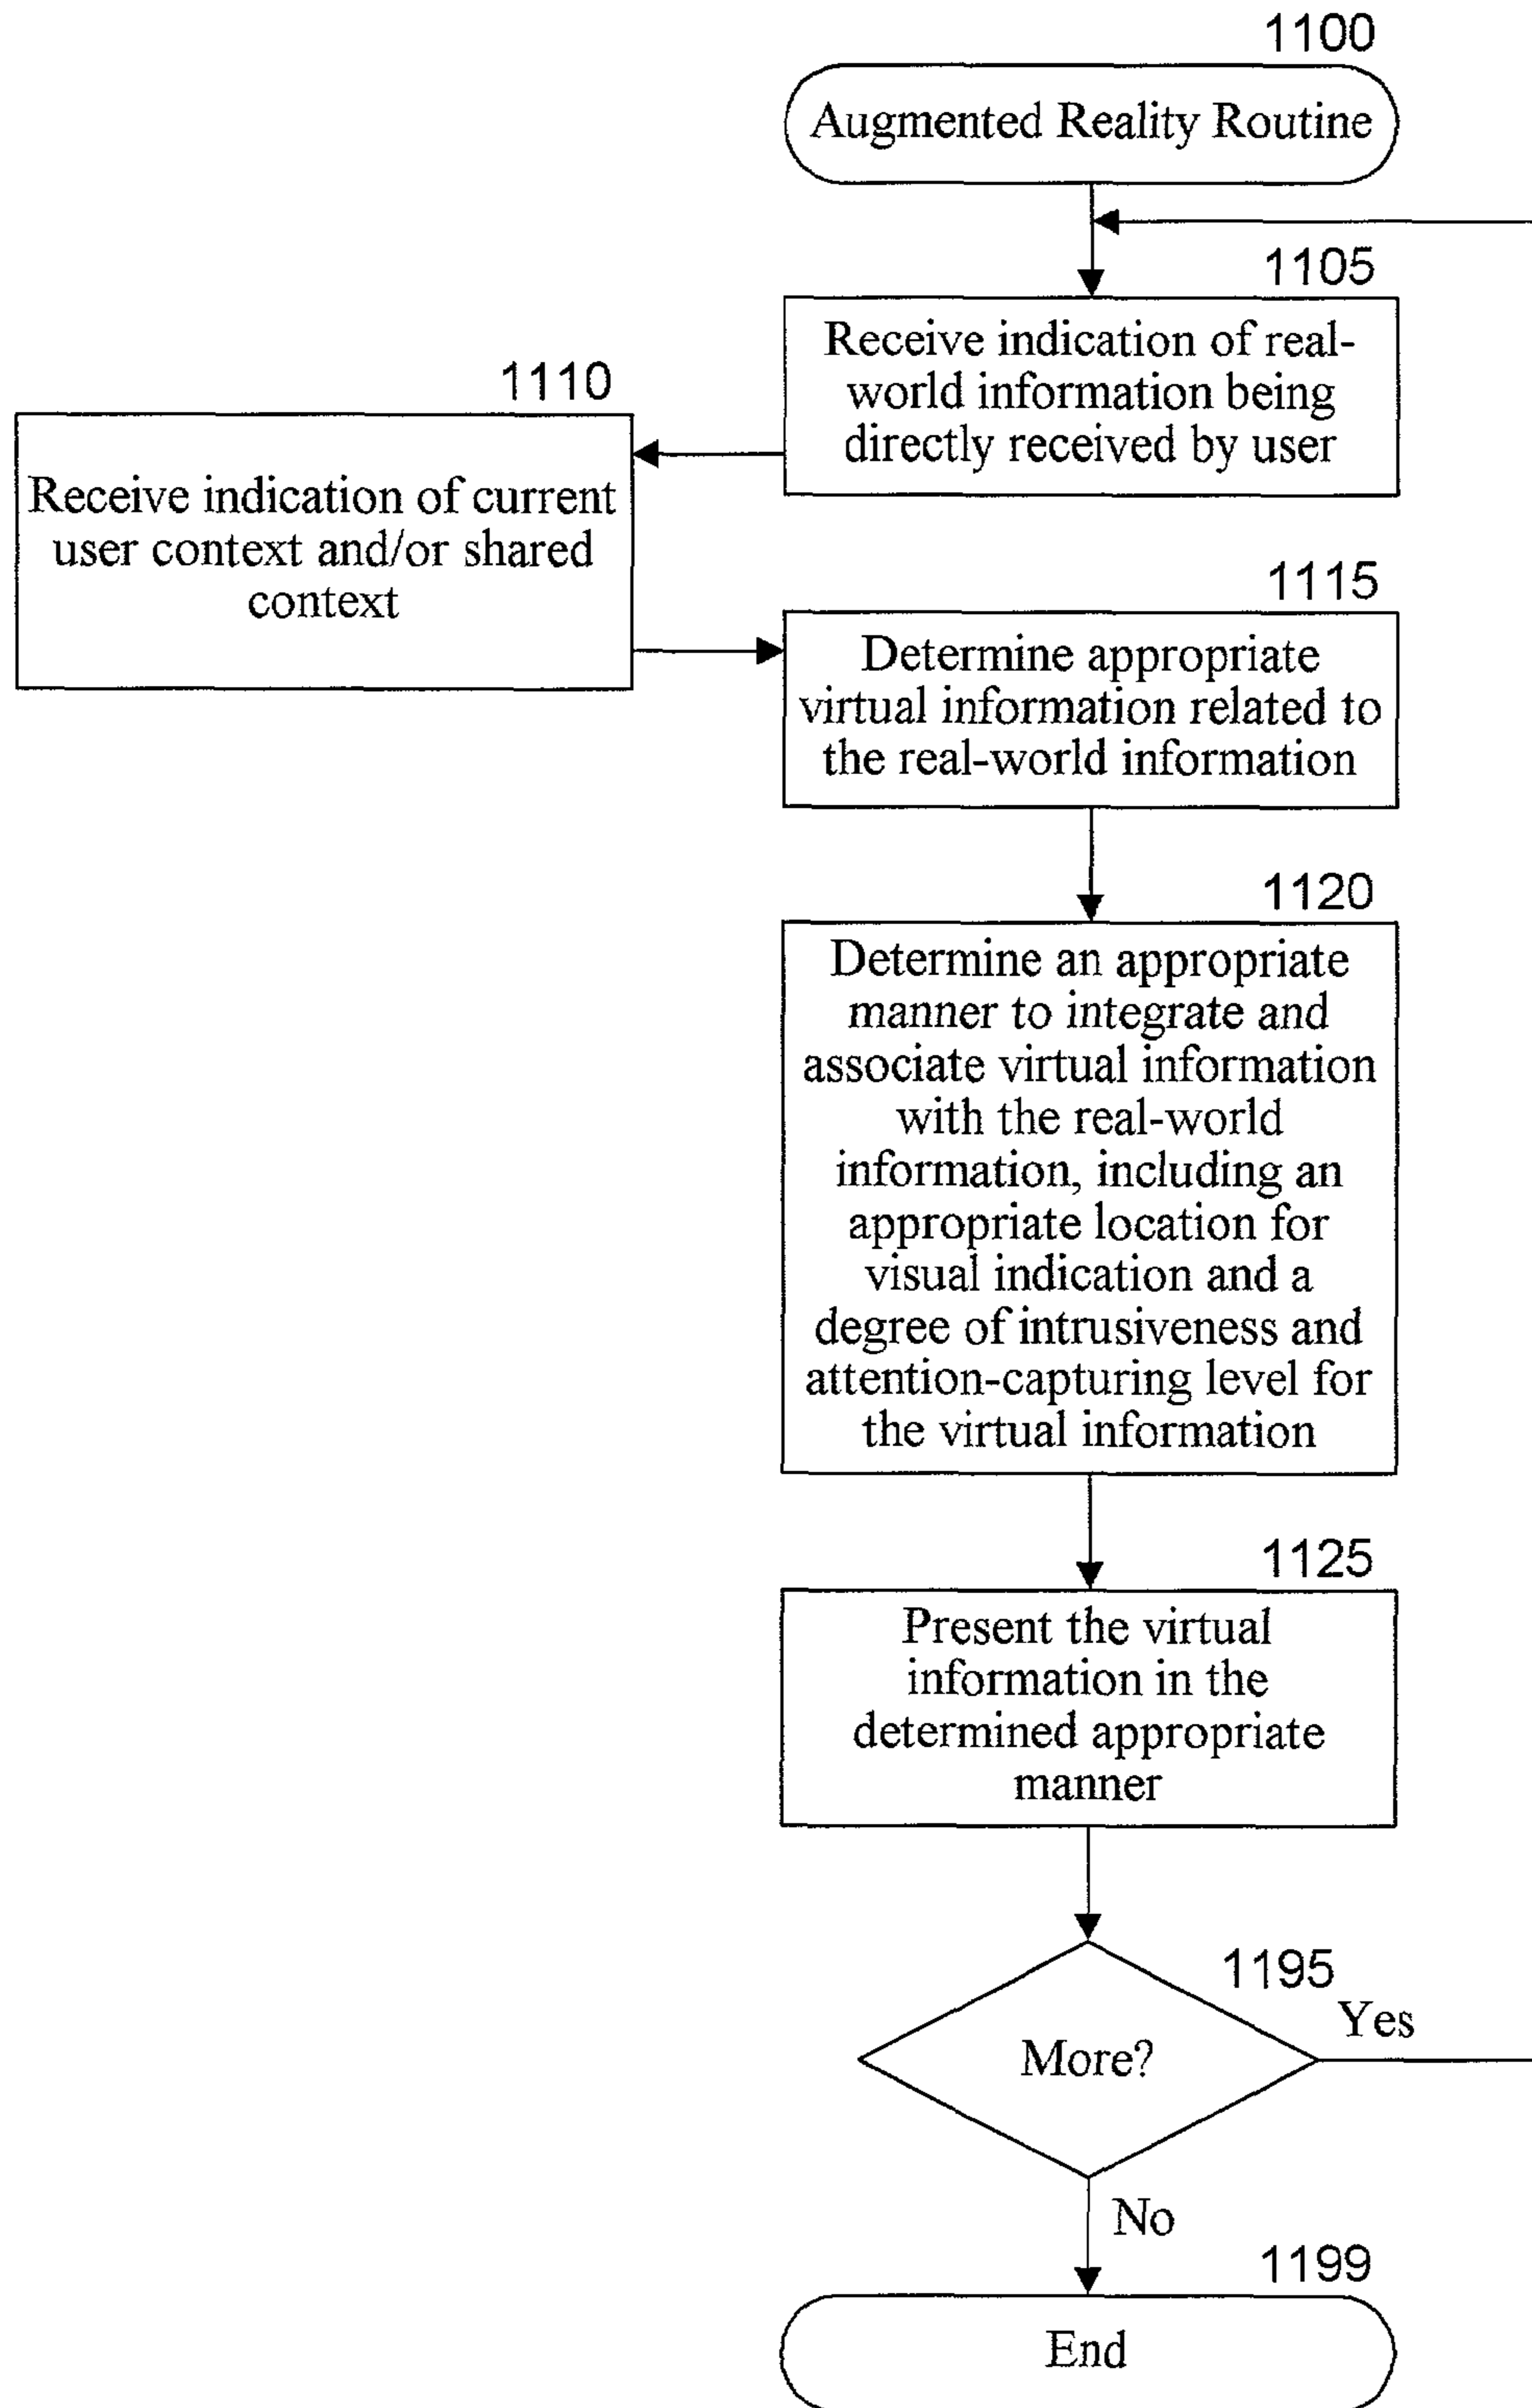 1100
Augmented Reality Routine
1105
Receive indication of real-
world information being
directly received by user
1110
Receive indication of current
user context and/or shared
context
1115
Determine appropriate
virtual information related to
the real-world information
1120
Determine an appropriate
manner to integrate and
associate virtual information
with the real-world
information, including an
appropriate location for
visual indication and a
degree of intrusiveness and
attention-capturing level for
the virtual information
1125
Present the virtual
information in the
determined appropriate
manner
1195
Yes
More?
No
1199
End